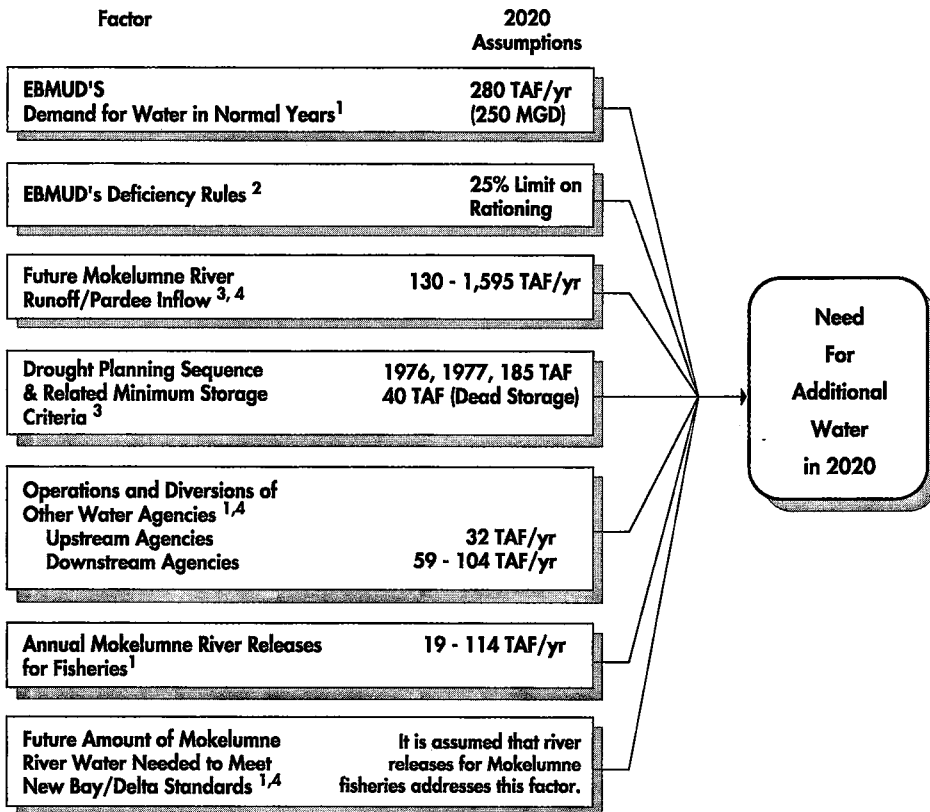 Factor
2020
Assumptions
EBMUD'S
Demand for Water in Normal Years1
280 TAF/yr
(250 MGD)
EBMUD's Deficiency Rules 2
25% Limit on
Rationing
Future Mokelumne River
Runoff/Pardee Inflow 3, 4
130 - 1,595 TAF/yr
Drought Planning Sequence
& Related Minimum Storage
Criteria 3
1976, 1977, 185 TAF
40 TAF (Dead Storage)
Operations and Diversions of
Other Water Agencies 1,4
Upstream Agencies 32 TAF/yr
Downstream Agencies 59 - 104 TAF/yr
Annual Mokelumne River Releases
for Fisheries1
19 - 114 TAF/yr
Future Amount of Mokelumne
River Water Needed to Meet
New Bay/Delta Standards 1,4
It is assumed that river
releases for Mokelumne
fisheries addresses this factor.
Need
For
Additional
Water
in 2020